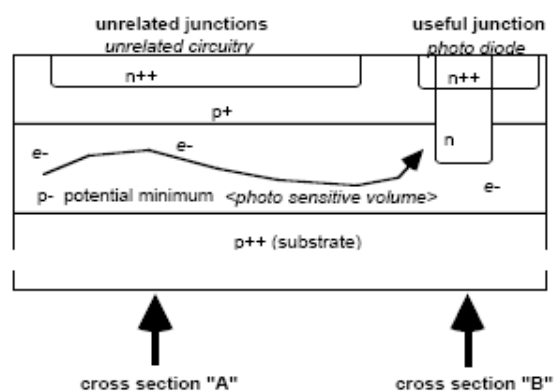 unrelated junctions useful junction
unrelated circuitry photo diode
n++ n++
p+
e- e- n
p- potential minimum <photo sensitive volume> e-
p++ (substrate)
cross section "A" cross section "B"